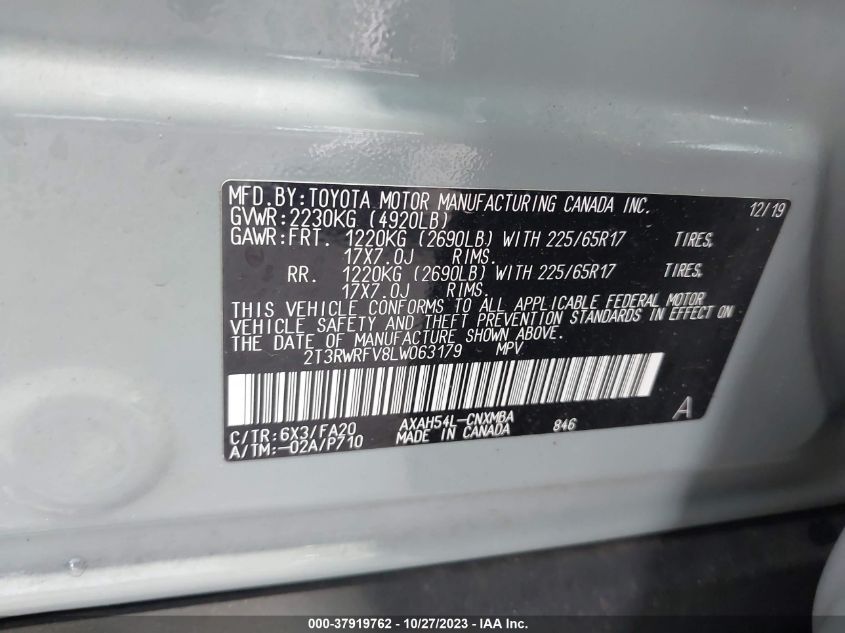 MFD.BY:TOYOTA MOTOR MANUFACTURING CANADA INC. 12/19
GVWR:2230KG (4920LB)
GAWR:FRT. 1220KG (2690LB) WITH 225/65R17 TIRES,
17X7.0J RIMS.
RR. 1220KG (2690LB) WITH 225/65R17 TIRES,
17X7.0J RIMS.
THIS VEHICLE CONFORMS TO ALL APPLICABLE FEDERAL MOTOR
VEHICLE SAFETY AND THEFT PREVENTION STANDARDS IN EFFECT ON
THE DATE OF MANUFACTURE SHOWN ABOVE.
2T3RWRFV8LW063179 MPV
C/TR:6X3/FA20 AXAH54L-CNXMBA 846 A
A/TM:-02A/P710 MADE IN CANADA
000-37919762 - 10/27/2023 - IAA Inc.